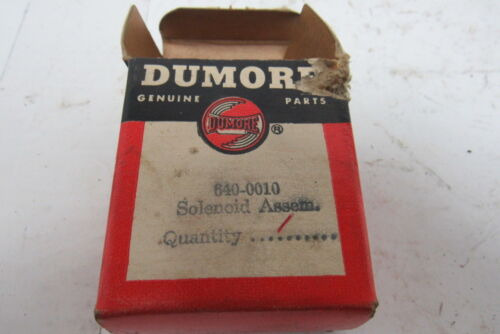 DUMORE
GENUINE PARTS
DUMORE
®
640-0010
Solenoid Assem.
Quantity ..../.......